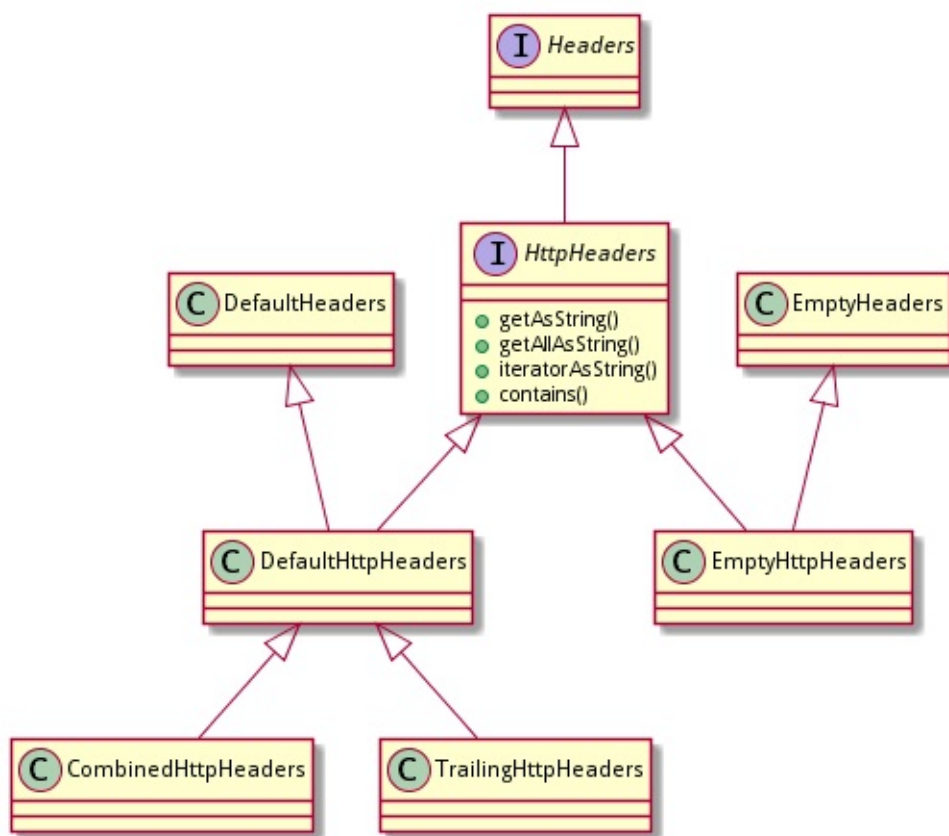 I Headers
I HttpHeaders
getAsString()
getAllAsString()
iteratorAsString()
contains()
C DefaultHeaders
C EmptyHeaders
C DefaultHttpHeaders
C EmptyHttpHeaders
C CombinedHttpHeaders
C TrailingHttpHeaders